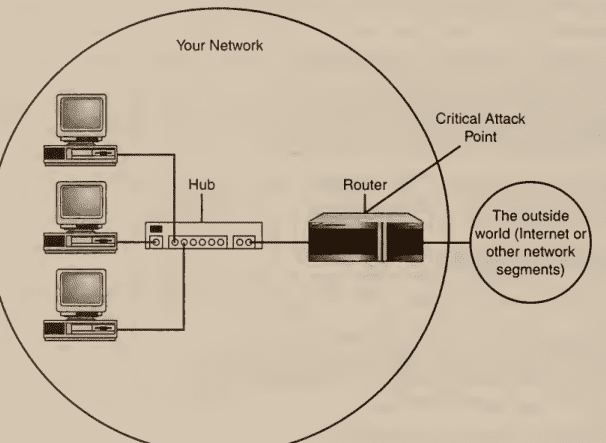 Your Network
Critical Attack
Point
Hub
Router
The outside
world (Internet or
other network
segments)